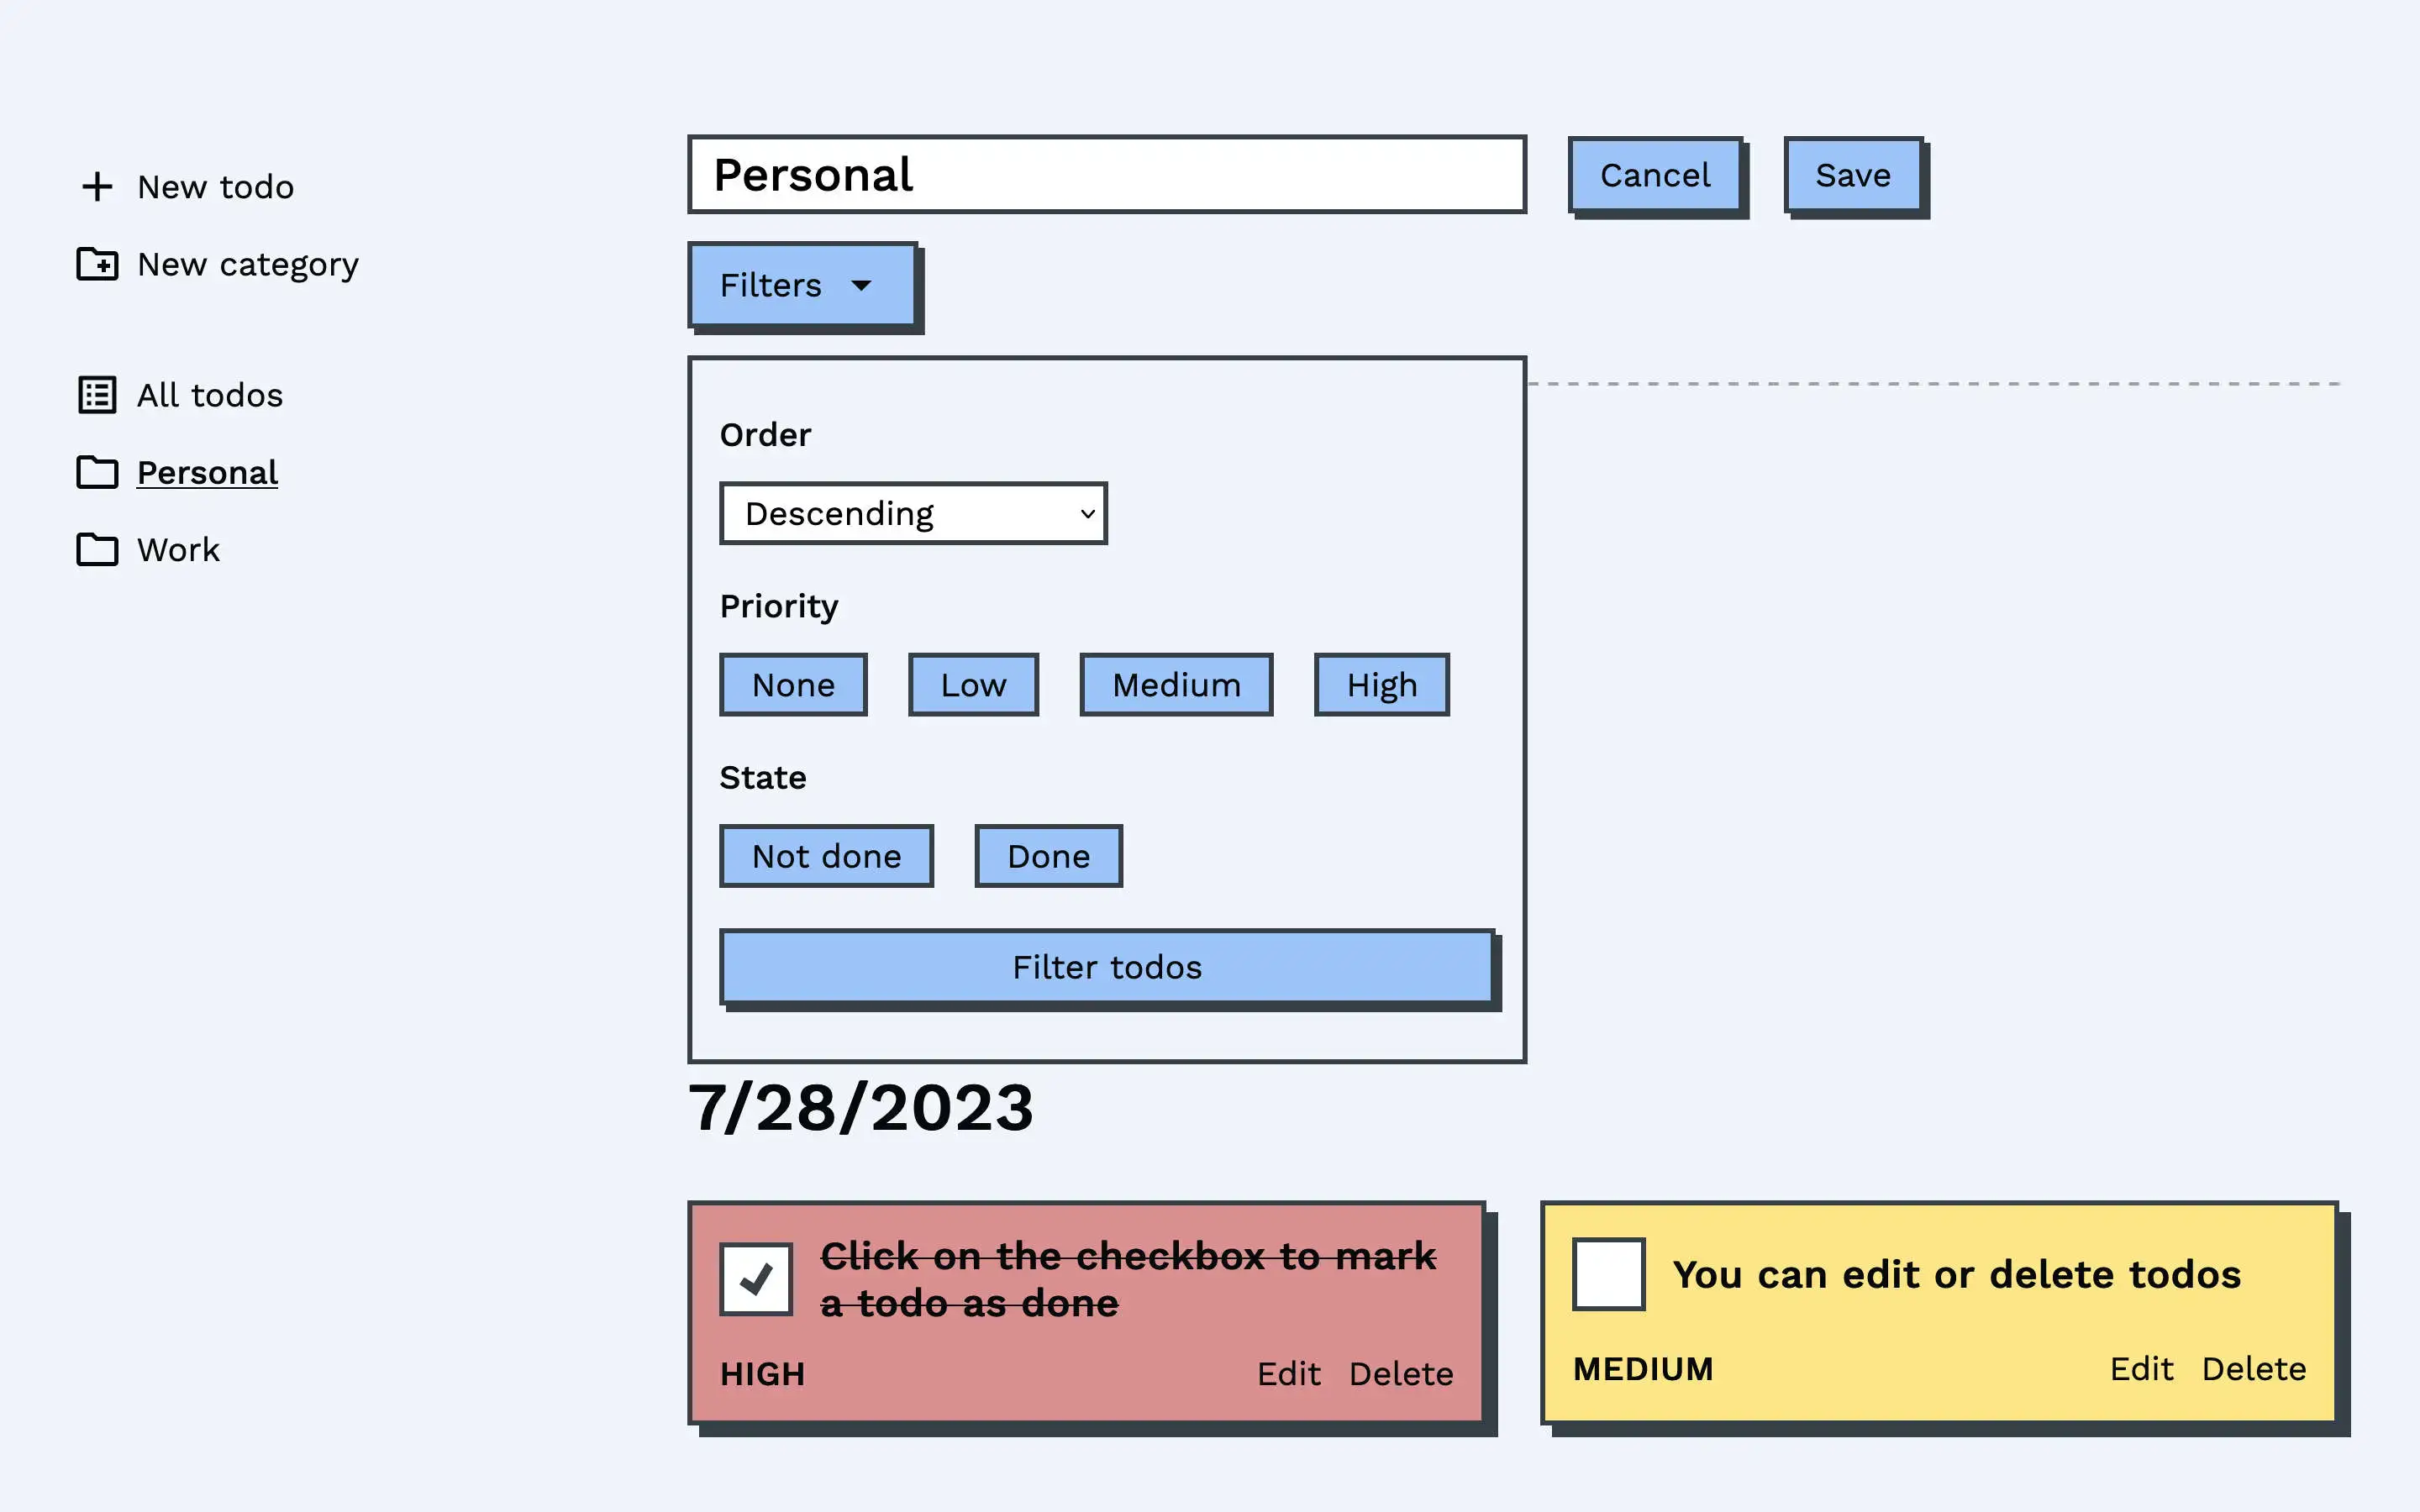 New todo
New category
All todos
Personal
Work
Personal
Cancel
Save
Filters
Order
Descending
Priority
None
Low
Medium
High
State
Not done
Done
Filter todos
7/28/2023
Click on the checkbox to mark
a todo as done
HIGH
Edit
Delete
You can edit or delete todos
MEDIUM
Edit
Delete